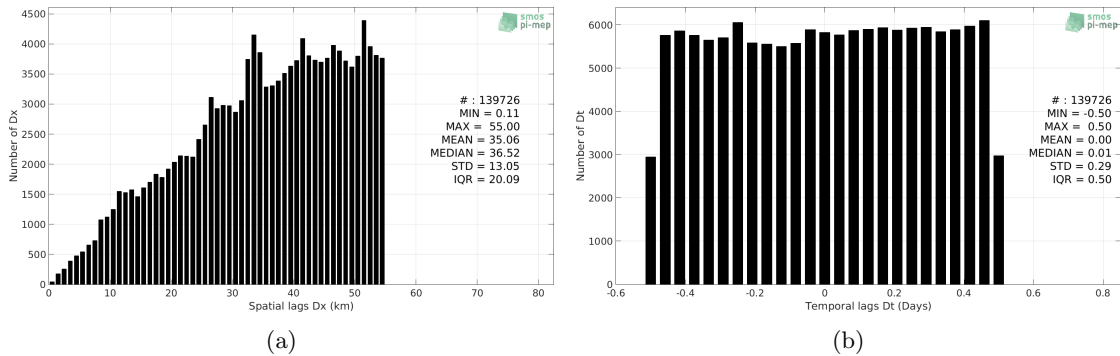 4500
4000
3500
3000
2500
2000
1500
1000
500
0
Number of Dx
0 10 20 30 40 50 60 70 80
Spatial lags Dx (km)
smos
pi-mep
# : 139726
MIN = 0.11
MAX = 55.00
MEAN = 35.06
MEDIAN = 36.52
STD = 13.05
IQR = 20.09
(a)
6000
5000
4000
3000
2000
1000
0
Number of Dt
-0.6 -0.4 -0.2 0 0.2 0.4 0.6 0.8
Temporal lags Dt (Days)
smos
pi-mep
# : 139726
MIN = -0.50
MAX = 0.50
MEAN = 0.00
MEDIAN = 0.01
STD = 0.29
IQR = 0.50
(b)